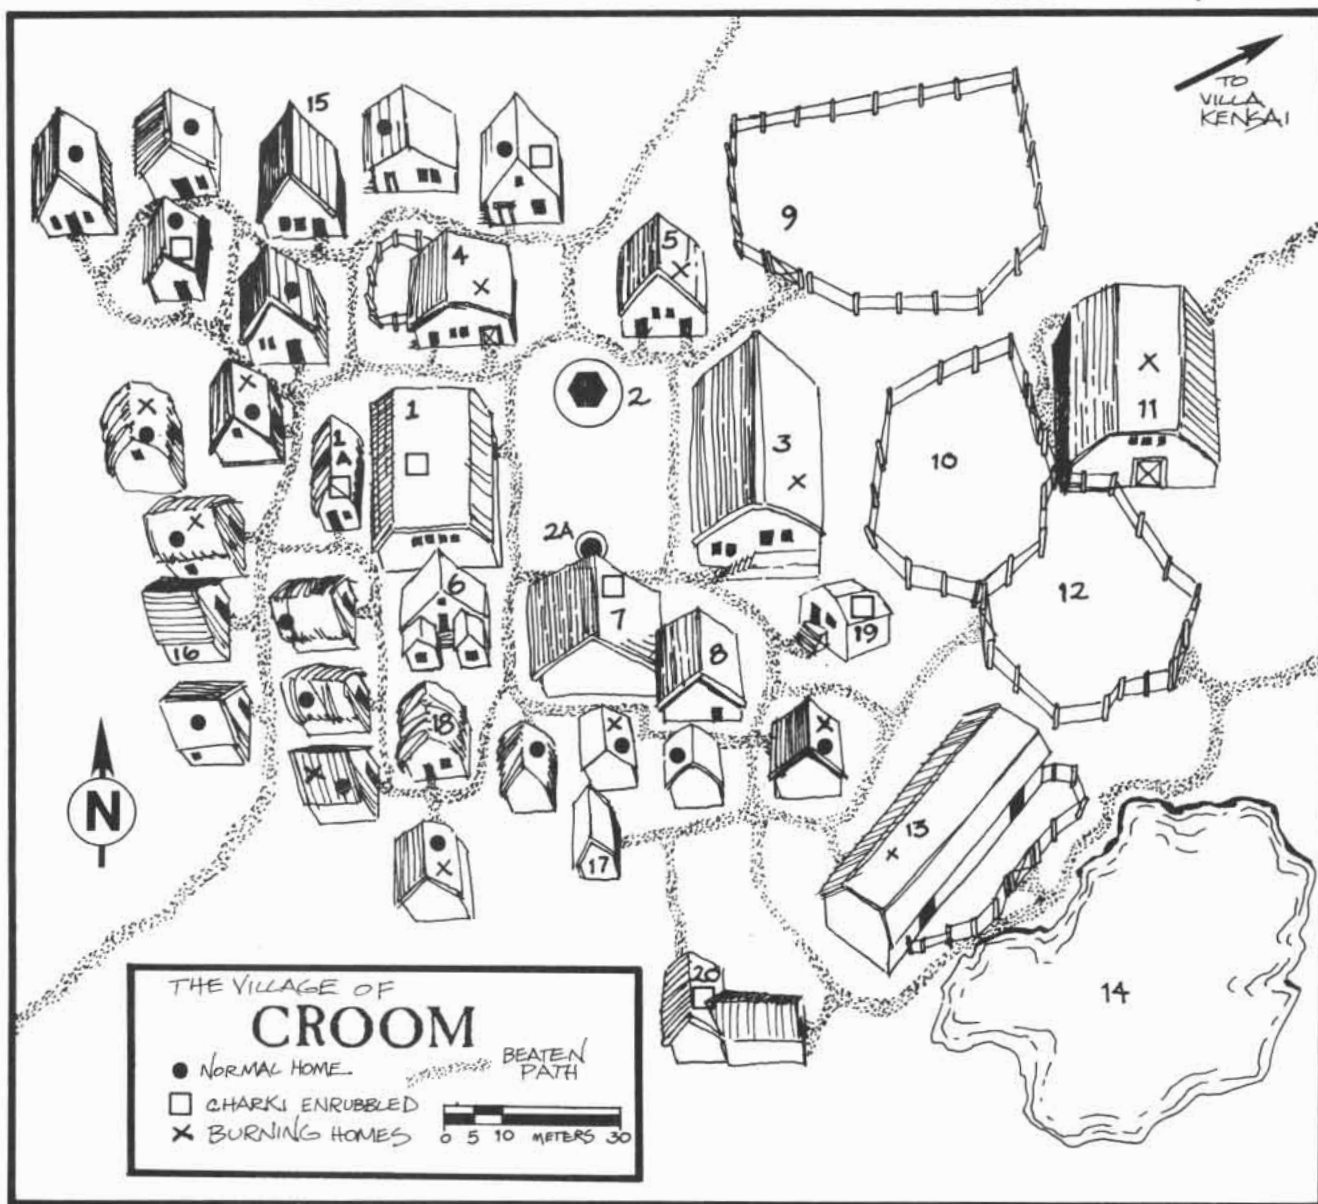 TO
VILLA
KENSAI
15
5
9
4
2
1
1A
3
11
10
2A
12
6
7
19
8
16
18
13
17
14
20
N
THE VILLAGE OF
CROOM
NORMAL HOME
BEATEN
PATH
CHARKI ENRUBBLED
BURNING HOMES
0 5 10 METERS 30